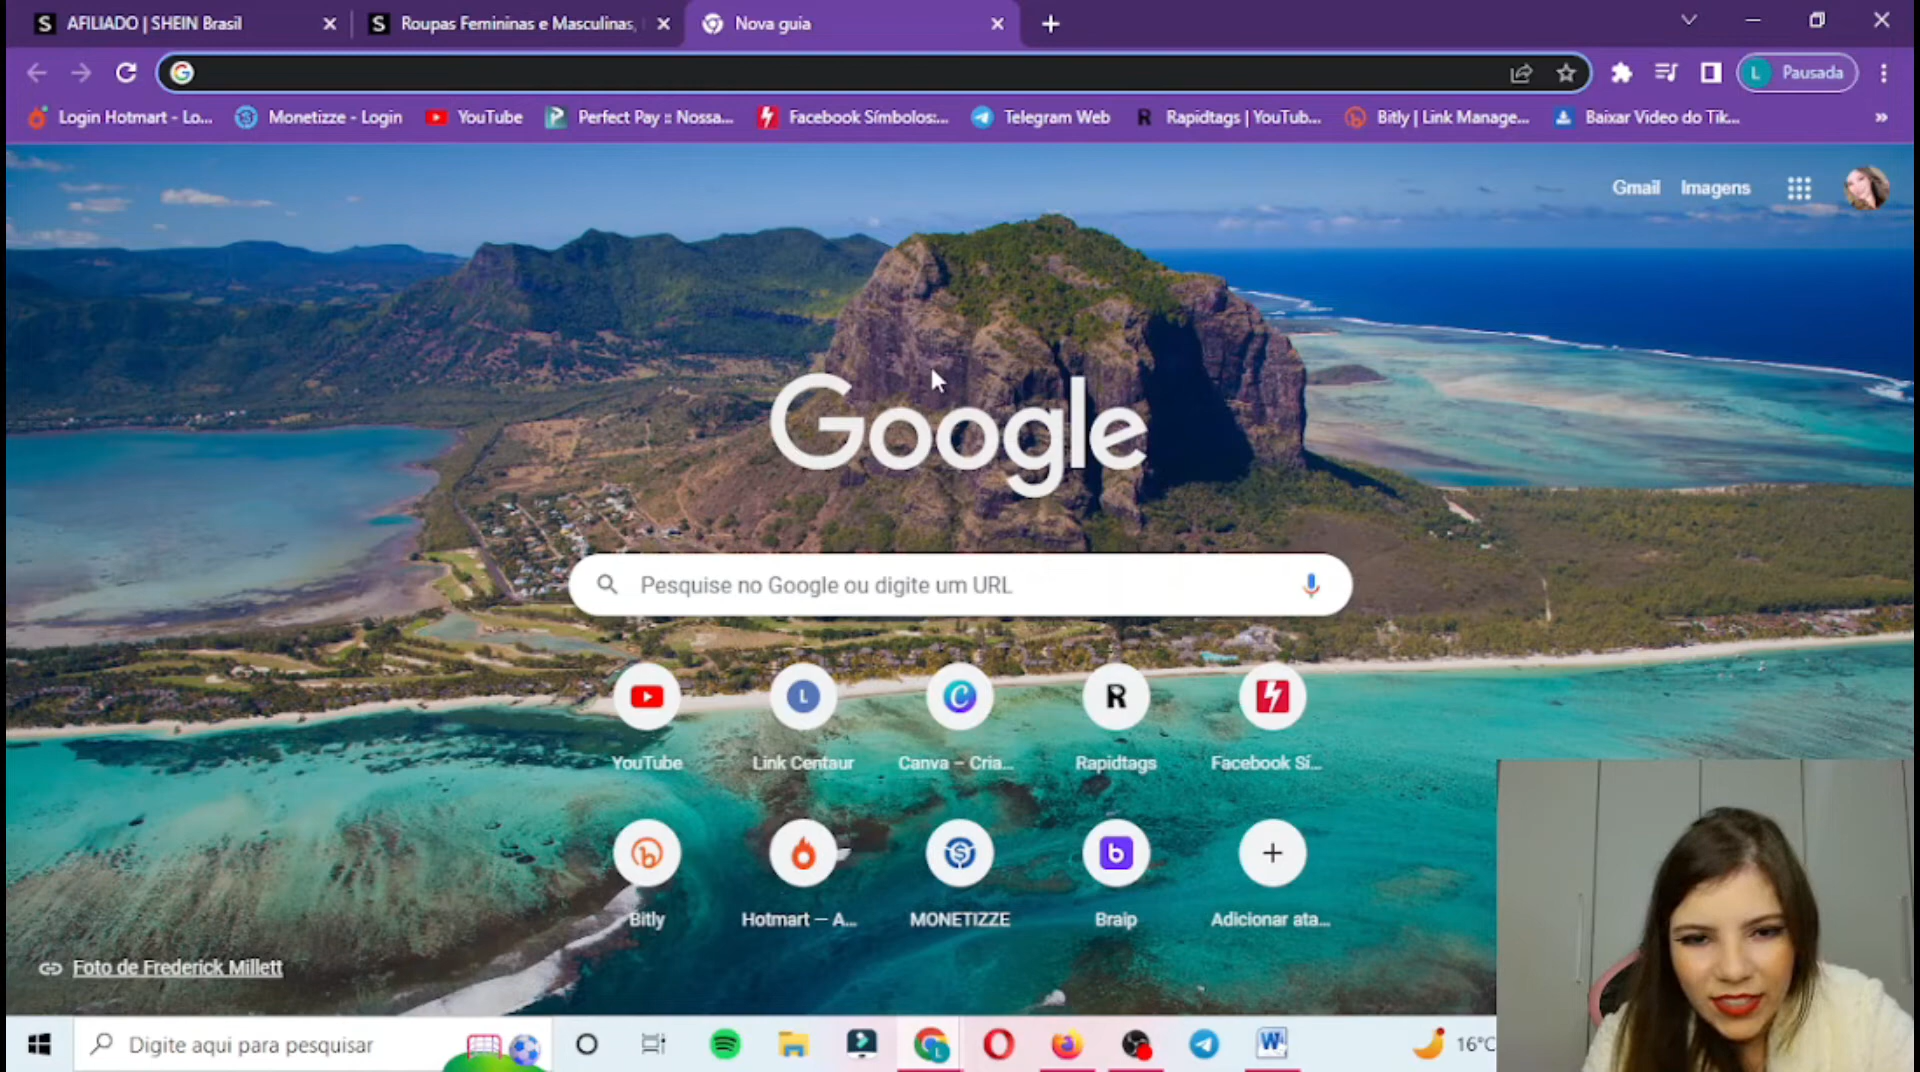 AFILIADO | SHEIN Brasil
Roupas Femininas e Masculinas,
Nova guia
L Pausada
Login Hotmart - Lo...
Monetizze - Login
YouTube
Perfect Pay :: Nossa...
Facebook Símbolos:...
Telegram Web
Rapidtags | YouTub...
Bitly | Link Manage...
Baixar Video do Tik...
»
Gmail
Imagens
Google
Pesquise no Google ou digite um URL
YouTube
Link Centaur
Canva – Cria...
Rapidtags
Facebook Sí...
Bitly
Hotmart — A...
MONETIZZE
Braip
Adicionar ata...
Foto de Frederick Millett
Digite aqui para pesquisar
16°C